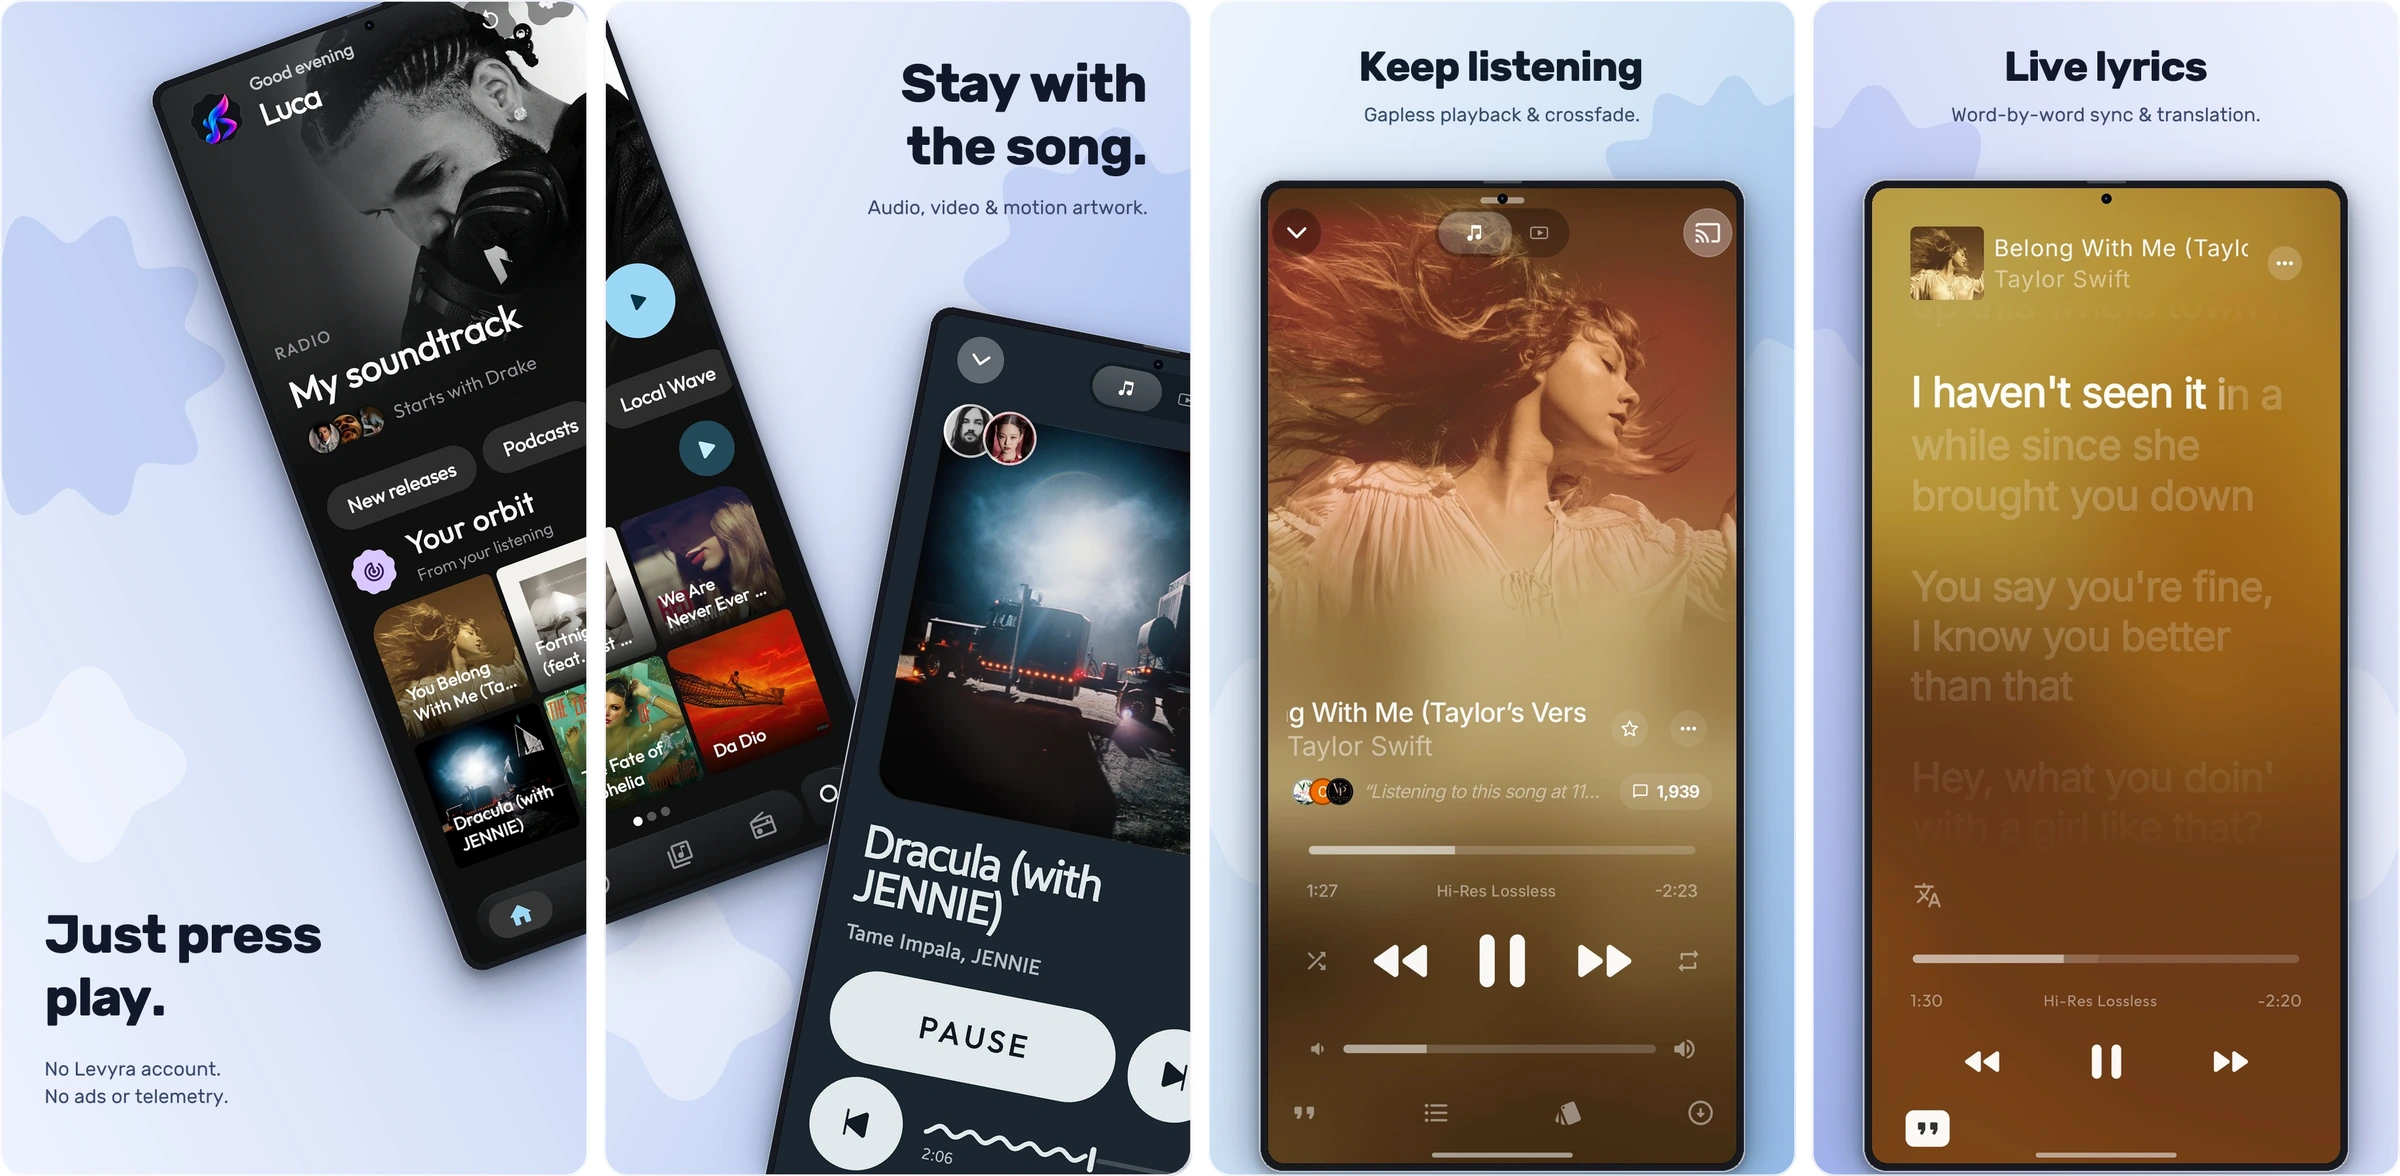 Good evening
Luca
RADIO
My soundtrack
Starts with Drake
New releases
Podcasts
Local Wave
Your orbit
From your listening
You Belong
With Me (Ta...
Fortnig
(feat.
st ...
We Are
Never Ever ...
Dracula (with
JENNIE)
Fate of
phelia
Da Dio
Just press
play.
No Levyra account.
No ads or telemetry.
Stay with
the song.
Audio, video & motion artwork.
Dracula (with
JENNIE)
Tame Impala, JENNIE
PAUSE
2:06
Keep listening
Gapless playback & crossfade.
g With Me (Taylor’s Vers
Taylor Swift
“Listening to this song at 11...
1,939
1:27
Hi-Res Lossless
-2:23
Live lyrics
Word-by-word sync & translation.
Belong With Me (Taylo
Taylor Swift
up this whole town,
I haven't seen it in a
while since she
brought you down
You say you're fine,
I know you better
than that
Hey, what you doin'
with a girl like that?
1:30
Hi-Res Lossless
-2:20